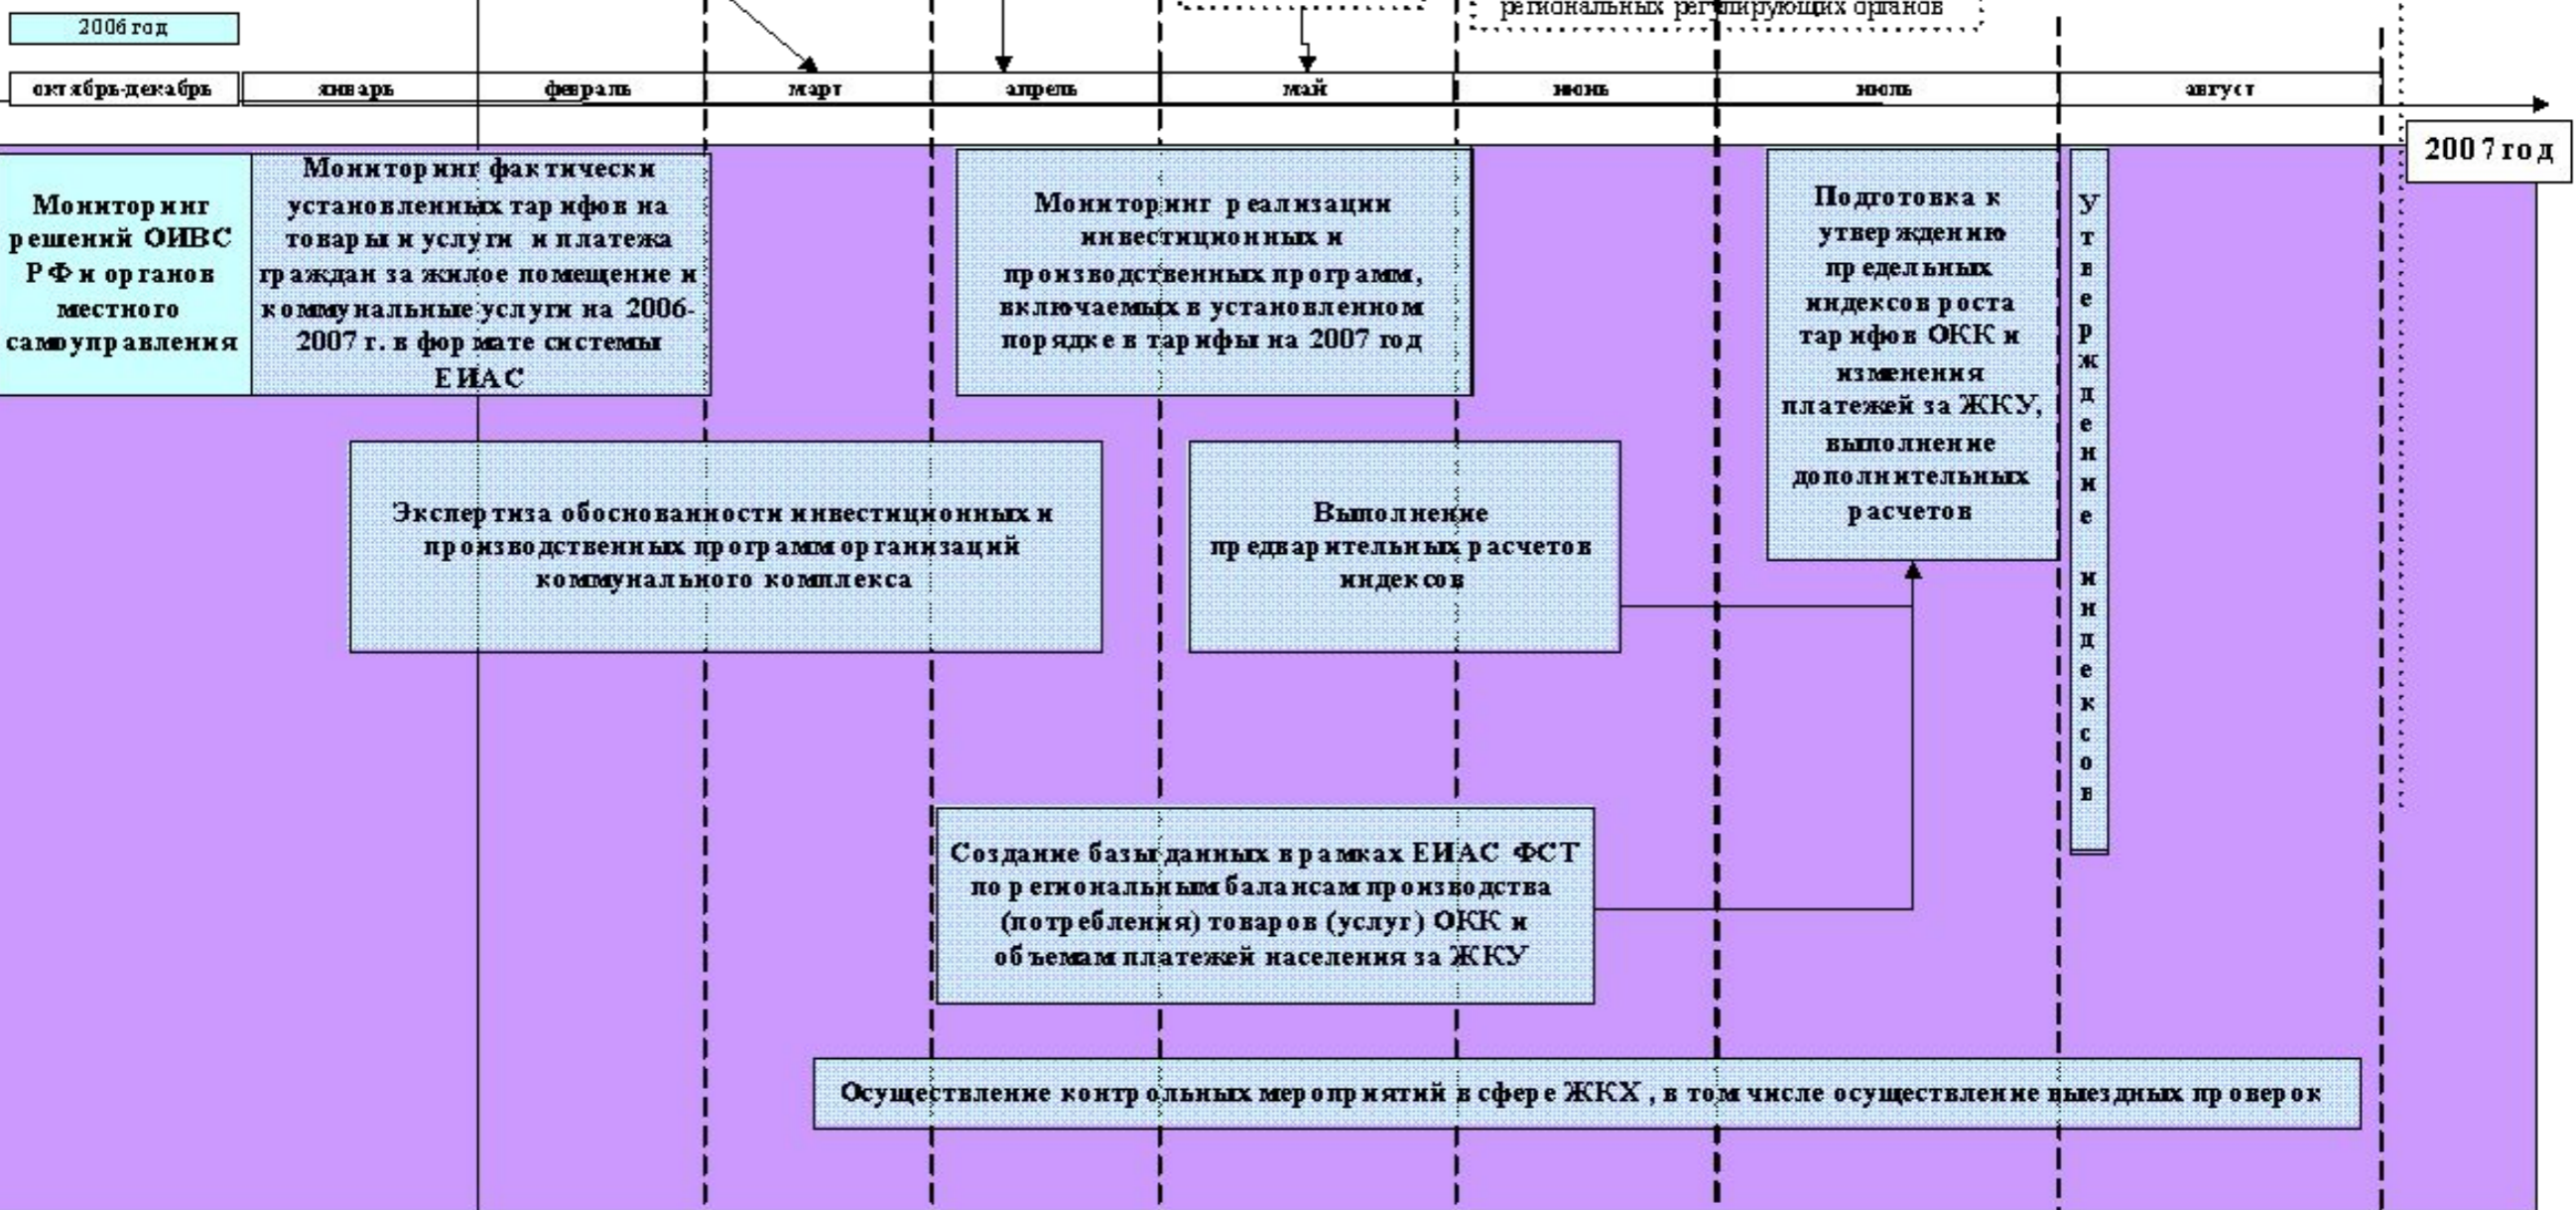 региональных регулирующих органов
2006 год
октябрь-декабрь
январь
февраль
март
апрель
май
июнь
июль
август
2007 год
Мониторинг
решений ОИВС
РФ и органов
местного
самоуправления
Мониторинг фактически
установленных тарифов на
товары и услуги и платежа
граждан за жилое помещение и
коммунальные услуги на 2006-
2007 г. в формате системы
ЕИАС
Мониторинг реализации
инвестиционных и
производственных программ,
включаемых в установленном
порядке в тарифы на 2007 год
Подготовка к
утверждению
предельных
индексов роста
тарифов ОКК и
изменения
платежей за ЖКУ,
выполнение
дополнительных
расчетов
Утверждение индексов
Экспертиза обоснованности инвестиционных и
производственных программ организаций
коммунального комплекса
Выполнение
предварительных расчетов
индексов
Создание базы данных в рамках ЕИАС ФСТ
по региональным балансам производства
(потребления) товаров (услуг) ОКК и
объемам платежей населения за ЖКУ
Осуществление контрольных мероприятий в сфере ЖКХ , в том числе осуществление выездных проверок